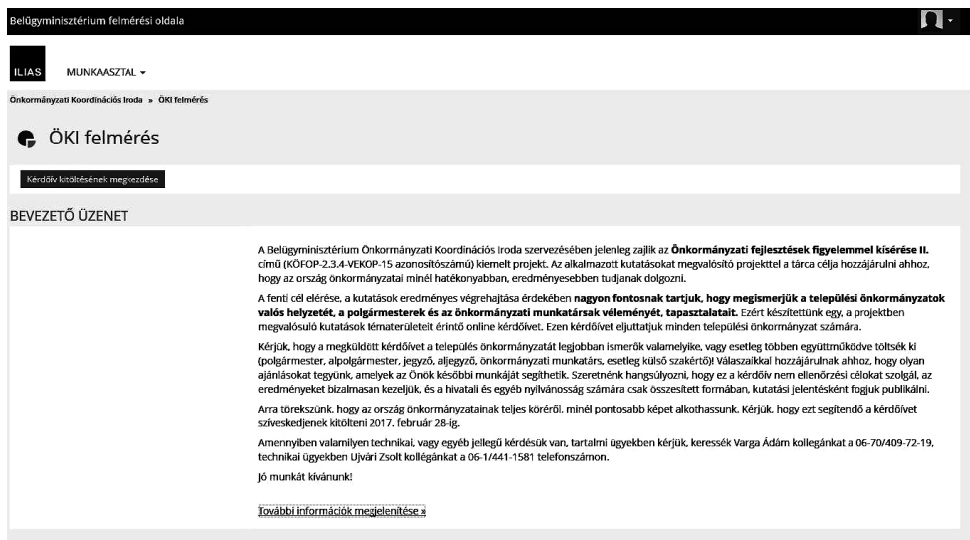 Belügyminisztérium felmérési oldala
ILIAS
MUNKAASZTAL
Önkormányzati Koordinációs Iroda » ÖKI felmérés
ÖKI felmérés
Kérdőív kitöltésének megkezdése
BEVEZETŐ ÜZENET
A Belügyminisztérium Önkormányzati Koordinációs Iroda szervezésében jelenleg zajlik az Önkormányzati fejlesztések figyelemmel kísérése II.
című (KÖFOP-2.3.4-VEKOP-15 azonosítószámú) kiemelt projekt. Az alkalmazott kutatásokat megvalósító projekttel a tárca célja hozzájárulni ahhoz,
hogy az ország önkormányzatai minél hatékonyabban, eredményesebben tudjanak dolgozni.
A fenti cél elérése, a kutatások eredményes végrehajtása érdekében nagyon fontosnak tartjuk, hogy megismerjük a települési önkormányzatok
valós helyzetét, a polgármesterek és az önkormányzati munkatársak véleményét, tapasztalatait. Ezért készítettünk egy, a projektben
megvalósuló kutatások tématerületeit érintő online kérdőívet. Ezen kérdőívet eljuttatjuk minden települési önkormányzat számára.
Kérjük, hogy a megküldött kérdőívet a település önkormányzatát legjobban ismerők valamelyike, vagy esetleg többen együttműködve töltsék ki
(polgármester, alpolgármester, jegyző, aljegyző, önkormányzati munkatárs, esetleg külső szakértő)! Válaszaikkal hozzájárulnak ahhoz, hogy olyan
ajánlásokat tegyünk, amelyek az Önök későbbi munkáját segíthetik. Szeretnénk hangsúlyozni, hogy ez a kérdőív nem ellenőrzési célokat szolgál, az
eredményeket bizalmasan kezeljük, és a hivatali és egyéb nyilvánosság számára csak összesített formában, kutatási jelentésként fogjuk publikálni.
Arra törekszünk, hogy az ország önkormányzatainak teljes köréről, minél pontosabb képet alkothassunk. Kérjük, hogy ezt segítendő a kérdőívet
szíveskedjenek kitölteni 2017. február 28-ig.
Amennyiben valamilyen technikai, vagy egyéb jellegű kérdésük van, tartalmi ügyekben kérjük, keressék Varga Ádám kollegánkat a 06-70/409-72-19,
technikai ügyekben Ujvári Zsolt kollégánkat a 06-1/441-1581 telefonszámon.
Jó munkát kívánunk!
További információk megjelenítése »